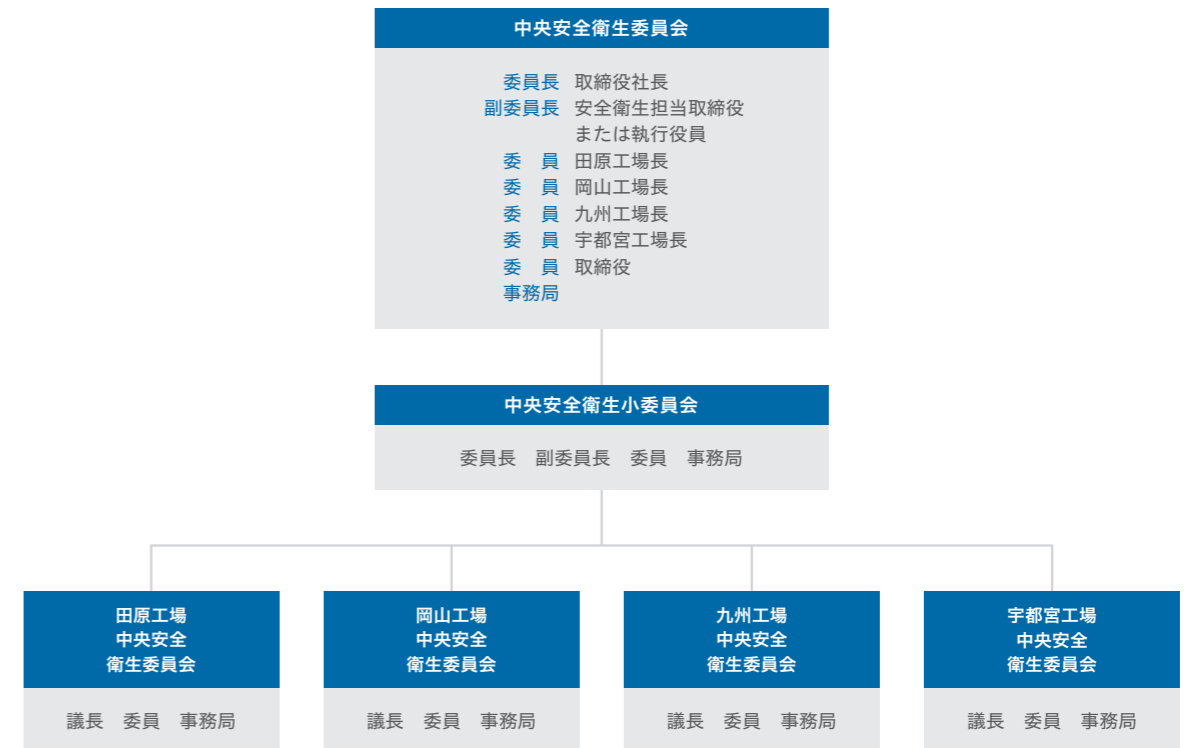 中央安全衛生委員会
委員長 取締役社長
副委員長 安全衛生担当取締役
または執行役員
委　員 田原工場長
委　員 岡山工場長
委　員 九州工場長
委　員 宇都宮工場長
委　員 取締役
事務局
中央安全衛生小委員会
委員長　副委員長　委員　事務局
田原工場
中央安全
衛生委員会
議長　委員　事務局
岡山工場
中央安全
衛生委員会
議長　委員　事務局
九州工場
中央安全
衛生委員会
議長　委員　事務局
宇都宮工場
中央安全
衛生委員会
議長　委員　事務局